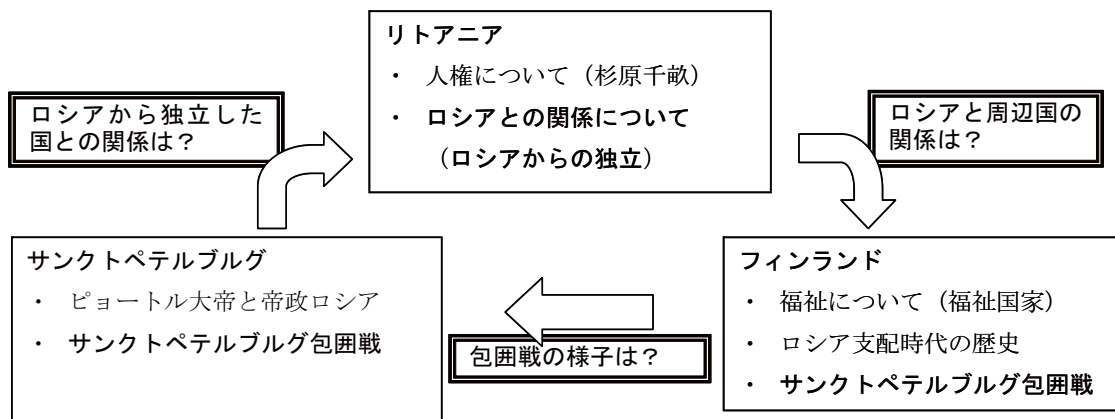 リトアニア
・ 人権について（杉原千畝）
・ ロシアとの関係について
（ロシアからの独立）
ロシアから独立した
国との関係は？
ロシアと周辺国の
関係は？
サンクトペテルブルグ
・ ピョートル大帝と帝政ロシア
・ サンクトペテルブルグ包囲戦
包囲戦の様子は？
フィンランド
・ 福祉について（福祉国家）
・ ロシア支配時代の歴史
・ サンクトペテルブルグ包囲戦